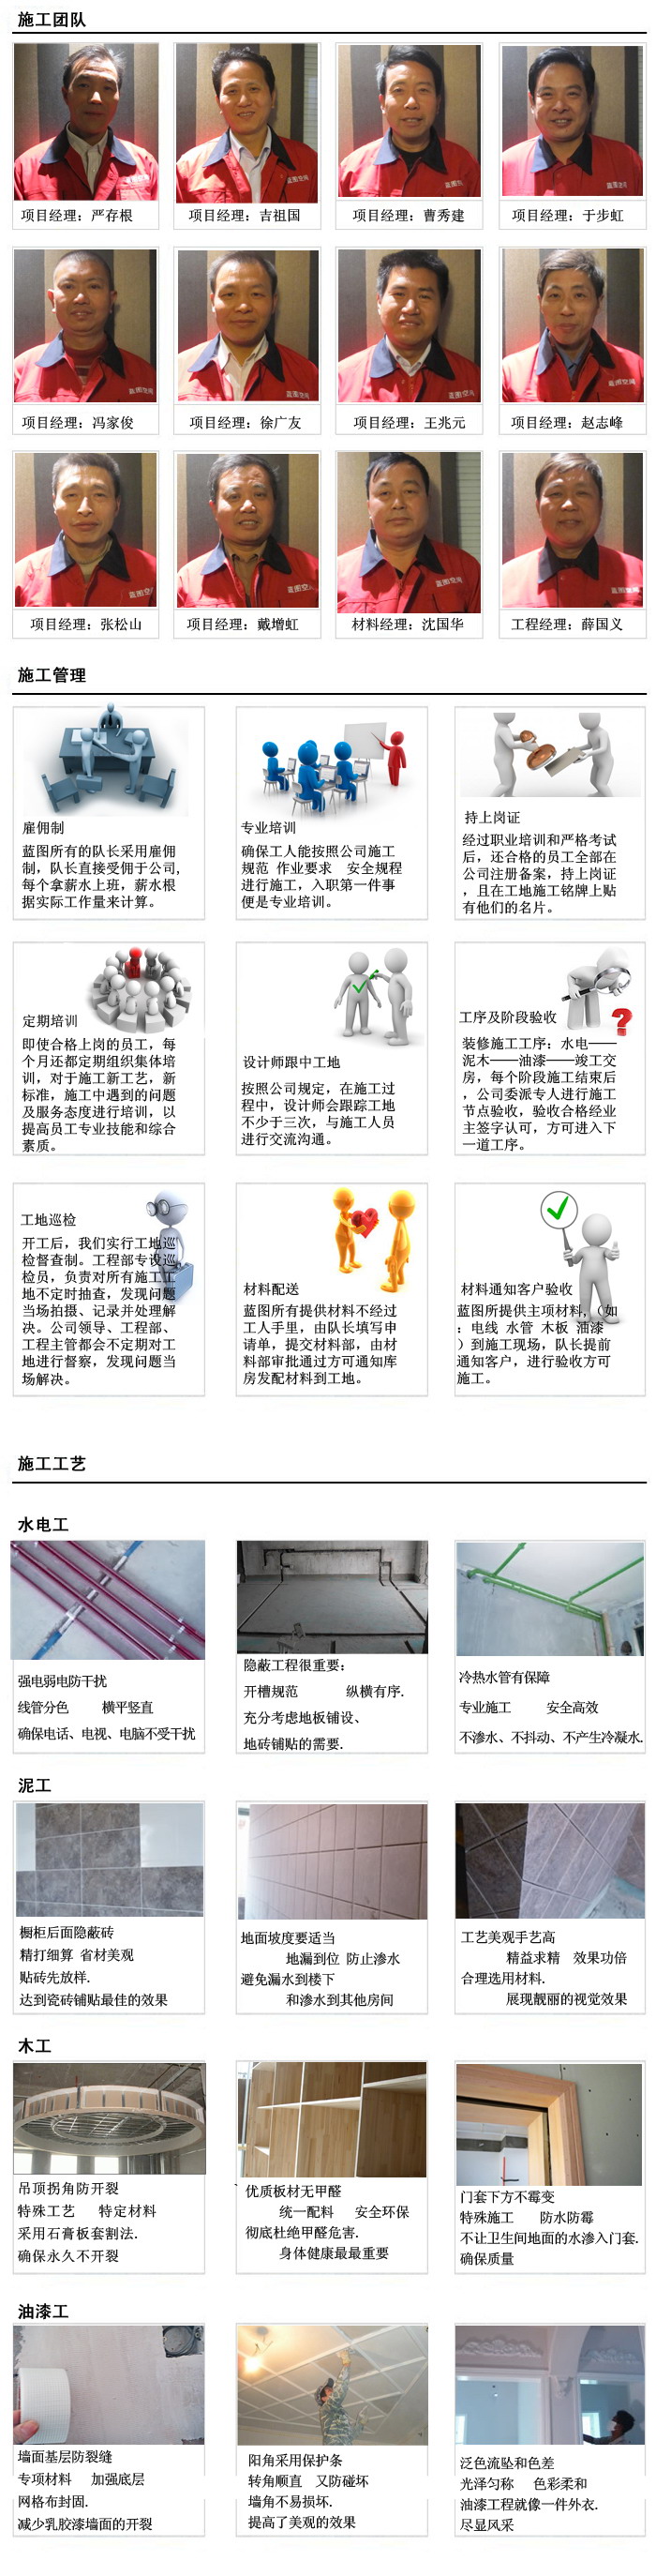 施工团队
项目经理：严存根
项目经理：吉祖国
项目经理：曹秀建
项目经理：于步虹
项目经理：冯家俊
项目经理：徐广友
项目经理：王兆元
项目经理：赵志峰
项目经理：张松山
项目经理：戴增虹
材料经理：沈国华
工程经理：薛国义
施工管理
雇佣制
蓝图所有的队长采用雇佣
制，队长直接受佣于公司，
每个拿薪水上班，薪水根
据实际工作量来计算。
专业培训
确保工人能按照公司施工
规范 作业要求 安全规程
进行施工，入职第一件事
便是专业培训。
持上岗证
经过职业培训和严格考试
后，还合格的员工全部在
公司注册备案，持上岗证
，且在工地施工铭牌上贴
有他们的名片。
定期培训
即使合格上岗的员工，每
个月还都定期组织集体培
训，对于施工新工艺，新
标准，施工中遇到的问题
及服务态度进行培训，以
提高员工专业技能和综合
素质。
设计师跟中工地
按照公司规定，在施工过
程中，设计师会跟踪工地
不少于三次，与施工人员
进行交流沟通。
工序及阶段验收
装修施工工序：水电——
泥木——油漆——竣工交
房，每个阶段施工结束后
，公司委派专人进行施工
节点验收，验收合格经业
主签字认可，方可进入下
一道工序。
工地巡检
开工后，我们实行工地巡
检督查制。工程部专设巡
检员，负责对所有施工工
地不定时抽查，发现问题
当场拍摄、记录并处理解
决。公司领导、工程部、
工程主管都会不定期对工
地进行督察，发现问题当
场解决。
材料配送
蓝图所有提供材料不经过
工人手里，由队长填写申
请单，提交材料部，由材
料部审批通过方可通知库
房发配材料到工地。
材料通知客户验收
蓝图所提供主项材料，（如
：电线 水管 木板 油漆
）到施工现场，队长提前
通知客户，进行验收方可
施工。
施工工艺
水电工
强电弱电防干扰
线管分色 横平竖直
确保电话、电视、电脑不受干扰
隐蔽工程很重要：
开槽规范 纵横有序.
充分考虑地板铺设、
地砖铺贴的需要.
冷热水管有保障
专业施工 安全高效
不渗水、不抖动、不产生冷凝水.
泥工
橱柜后面隐蔽砖
精打细算 省材美观
贴砖先放样.
达到瓷砖铺贴最佳的效果
地面坡度要适当
地漏到位 防止渗水
避免漏水到楼下
和渗水到其他房间
工艺美观手艺高
精益求精 效果功倍
合理选用材料.
展现靓丽的视觉效果
木工
吊顶拐角防开裂
特殊工艺 特定材料
采用石膏板套割法.
确保永久不开裂
优质板材无甲醛
统一配料 安全环保
彻底杜绝甲醛危害.
身体健康最最重要
门套下方不霉变
特殊施工 防水防霉
不让卫生间地面的水渗入门套.
确保质量
油漆工
墙面基层防裂缝
专项材料 加强底层
网格布封固.
减少乳胶漆墙面的开裂
阳角采用保护条
转角顺直 又防碰坏
墙角不易损坏.
提高了美观的效果
泛色流坠和色差
光泽匀称 色彩柔和
油漆工程就像一件外衣.
尽显风采